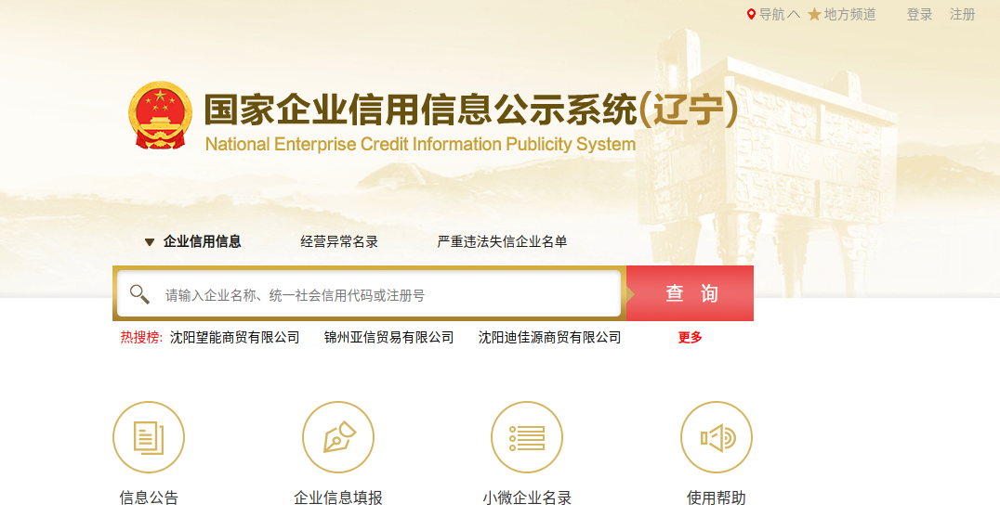 导航 地方频道 登录 注册
国家企业信用信息公示系统(辽宁)
National Enterprise Credit Information Publicity System
企业信用信息 经营异常名录 严重违法失信企业名单
请输入企业名称、统一社会信用代码或注册号 查 询
热搜榜: 沈阳望能商贸有限公司 锦州亚信贸易有限公司 沈阳迪佳源商贸有限公司 更多
信息公告 企业信息填报 小微企业名录 使用帮助